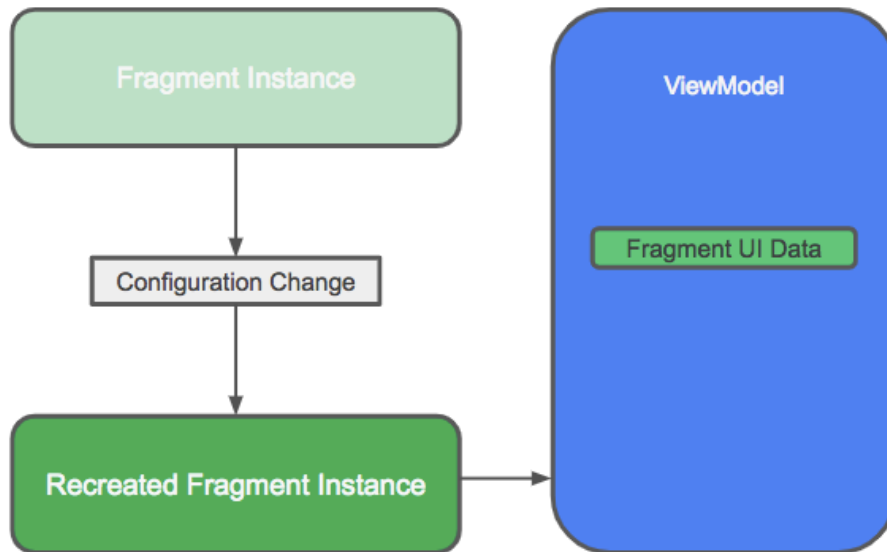 Fragment Instance
ViewModel
Fragment UI Data
Configuration Change
Recreated Fragment Instance